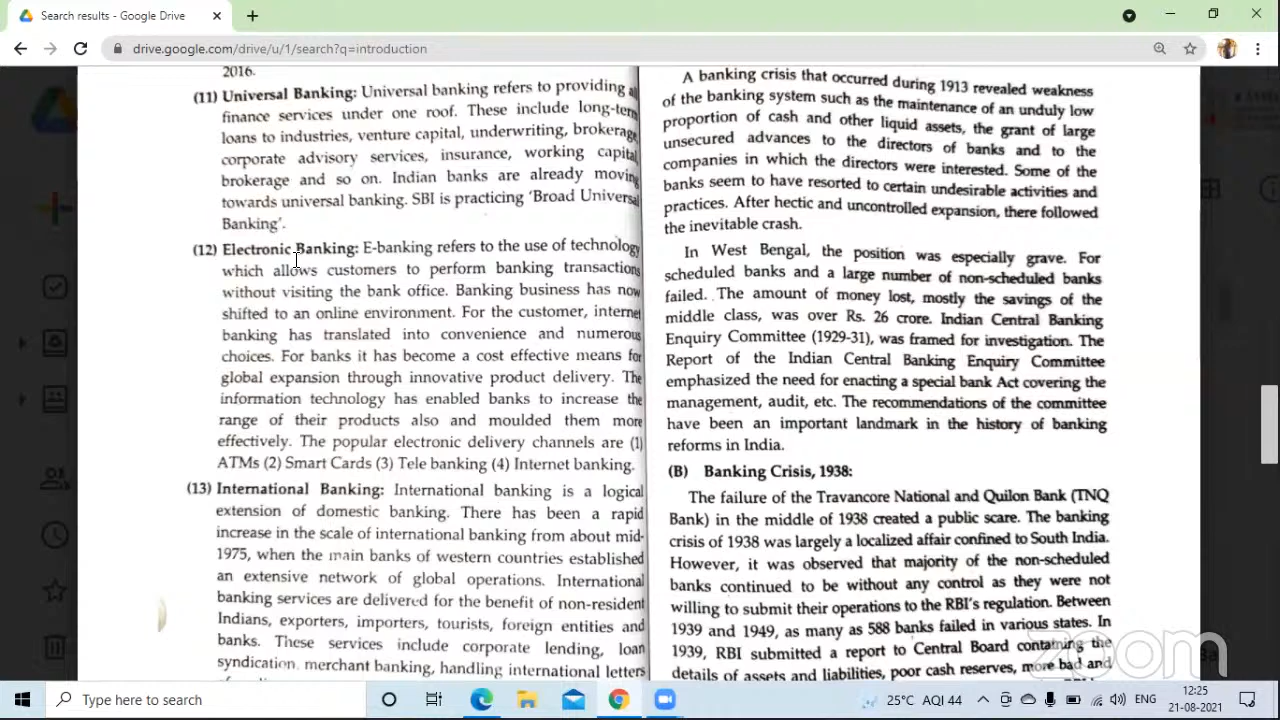 Search results - Google Drive
drive.google.com/drive/u/1/search?q=introduction
2016.
(11) Universal Banking: Universal banking refers to providing all
finance services under one roof. These include long-term
loans to industries, venture capital, underwriting, brokerage
corporate advisory services, insurance, working capital,
brokerage and so on. Indian banks are already moving
towards universal banking. SBI is practicing 'Broad Universal
Banking'.
(12) Electronic Banking: E-banking refers to the use of technology
which allows customers to perform banking transactions
without visiting the bank office. Banking business has now
shifted to an online environment. For the customer, internet
banking has translated into convenience and numerous
choices. For banks it has become a cost effective means for
global expansion through innovative product delivery. The
information technology has enabled banks to increase the
range of their products also and moulded them more
effectively. The popular electronic delivery channels are (1)
ATMs (2) Smart Cards (3) Tele banking (4) Internet banking.
(13) International Banking: International banking is a logical
extension of domestic banking. There has been a rapid
increase in the scale of international banking from about mid-
1975, when the main banks of western countries established
an extensive network of global operations. International
banking services are delivered for the benefit of non-resident
Indians, exporters, importers, tourists, foreign entities and
banks. These services include corporate lending, loan
syndication, merchant banking, handling international letters
A banking crisis that occurred during 1913 revealed weakness
of the banking system such as the maintenance of an unduly low
proportion of cash and other liquid assets, the grant of large
unsecured advances to the directors of banks and to the
companies in which the directors were interested. Some of the
banks seem to have resorted to certain undesirable activities and
practices. After hectic and uncontrolled expansion, there followed
the inevitable crash.
In West Bengal, the position was especially grave. For
scheduled banks and a large number of non-scheduled banks
failed. The amount of money lost, mostly the savings of the
middle class, was over Rs. 26 crore. Indian Central Banking
Enquiry Committee (1929-31), was framed for investigation. The
Report of the Indian Central Banking Enquiry Committee
emphasized the need for enacting a special bank Act covering the
management, audit, etc. The recommendations of the committee
have been an important landmark in the history of banking
reforms in India.
(B) Banking Crisis, 1938:
The failure of the Travancore National and Quilon Bank (TNQ
Bank) in the middle of 1938 created a public scare. The banking
crisis of 1938 was largely a localized affair confined to South India.
However, it was observed that majority of the non-scheduled
banks continued to be without any control as they were not
willing to submit their operations to the RBI's regulation. Between
1939 and 1949, as many as 588 banks failed in various states. In
1939, RBI submitted a report to Central Board containing the
details of assets and liabilities, poor cash reserves, more bad and
zoom
Type here to search
25°C AQI 44
ENG
12:25
21-08-2021